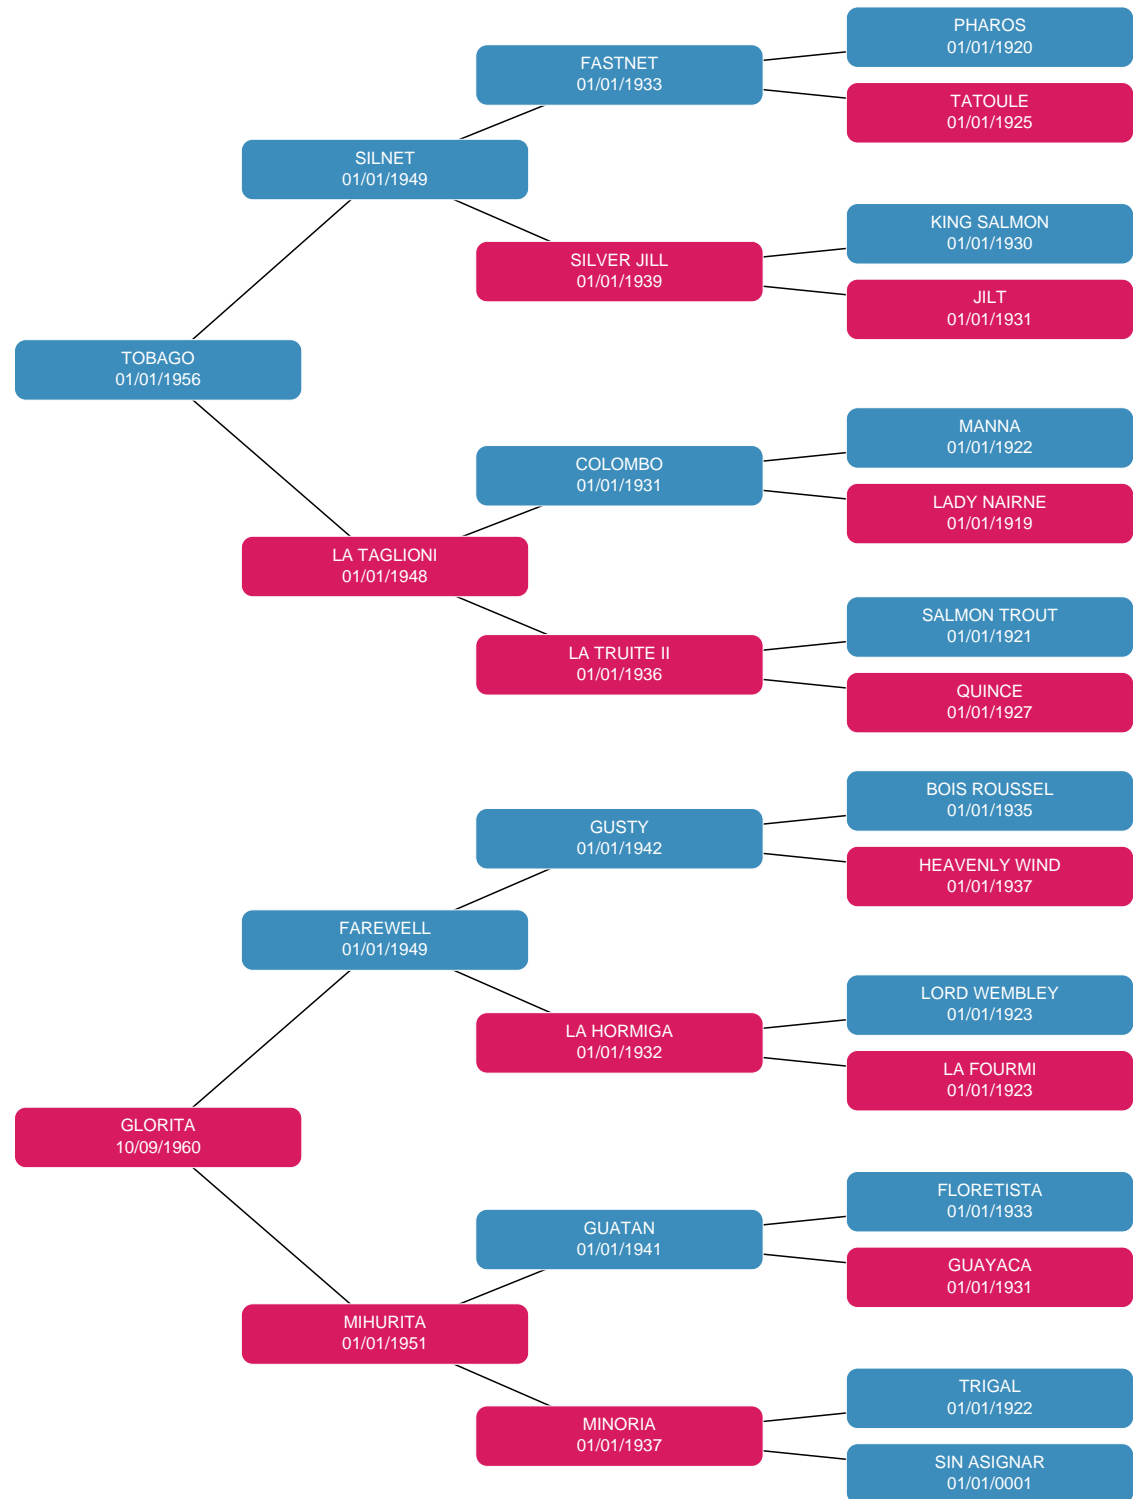 PHAROS
01/01/1920
FASTNET
01/01/1933
TATOULE
01/01/1925
SILNET
01/01/1949
KING SALMON
01/01/1930
SILVER JILL
01/01/1939
JILT
01/01/1931
TOBAGO
01/01/1956
MANNA
01/01/1922
COLOMBO
01/01/1931
LADY NAIRNE
01/01/1919
LA TAGLIONI
01/01/1948
SALMON TROUT
01/01/1921
LA TRUITE II
01/01/1936
QUINCE
01/01/1927
BOIS ROUSSEL
01/01/1935
GUSTY
01/01/1942
HEAVENLY WIND
01/01/1937
FAREWELL
01/01/1949
LORD WEMBLEY
01/01/1923
LA HORMIGA
01/01/1932
LA FOURMI
01/01/1923
GLORITA
10/09/1960
FLORETISTA
01/01/1933
GUATAN
01/01/1941
GUAYACA
01/01/1931
MIHURITA
01/01/1951
TRIGAL
01/01/1922
MINORIA
01/01/1937
SIN ASIGNAR
01/01/0001